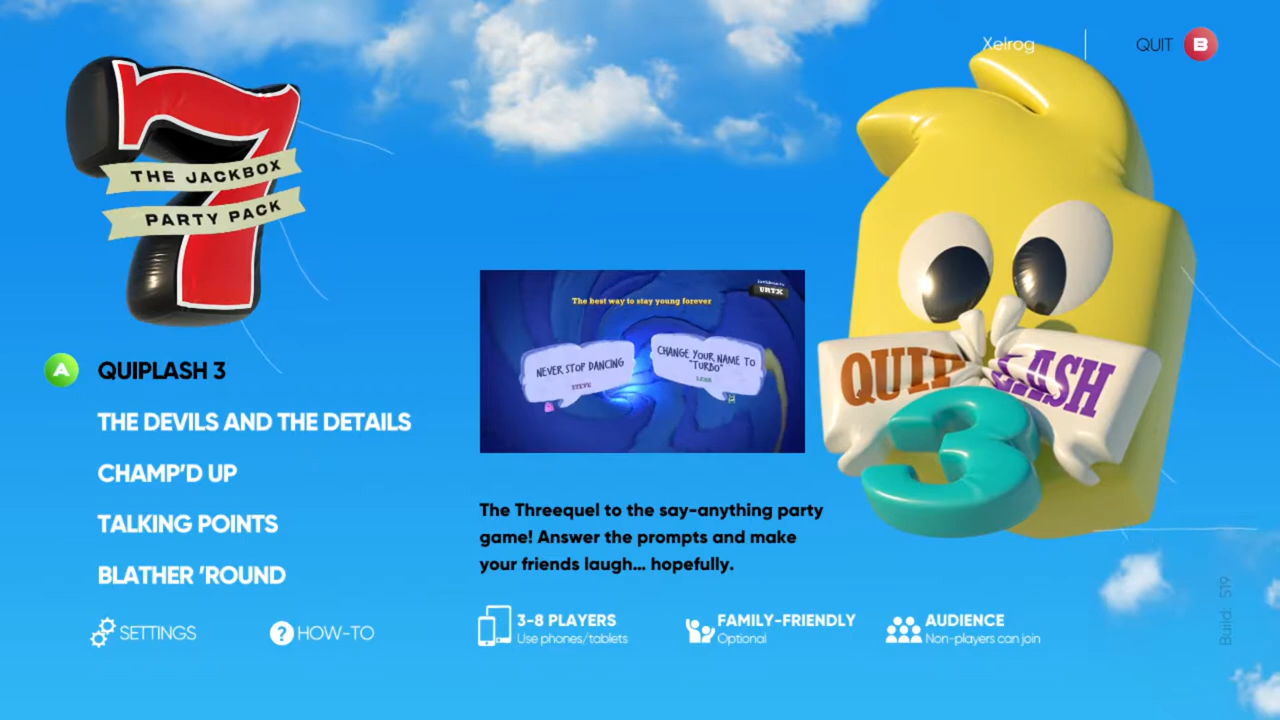 Xelrog
QUIT B
7
THE JACKBOX
PARTY PACK
A QUIPLASH 3
THE DEVILS AND THE DETAILS
CHAMP'D UP
TALKING POINTS
BLATHER 'ROUND
SETTINGS
? HOW-TO
The best way to stay young forever
URTX
NEVER STOP DANCING
STEVE
CHANGE YOUR NAME TO
"TURBO"
QUIPLASH
3
The Threequel to the say-anything party
game! Answer the prompts and make
your friends laugh... hopefully.
3-8 PLAYERS
Use phones/tablets
FAMILY-FRIENDLY
Optional
AUDIENCE
Non-players can join
Build: 519